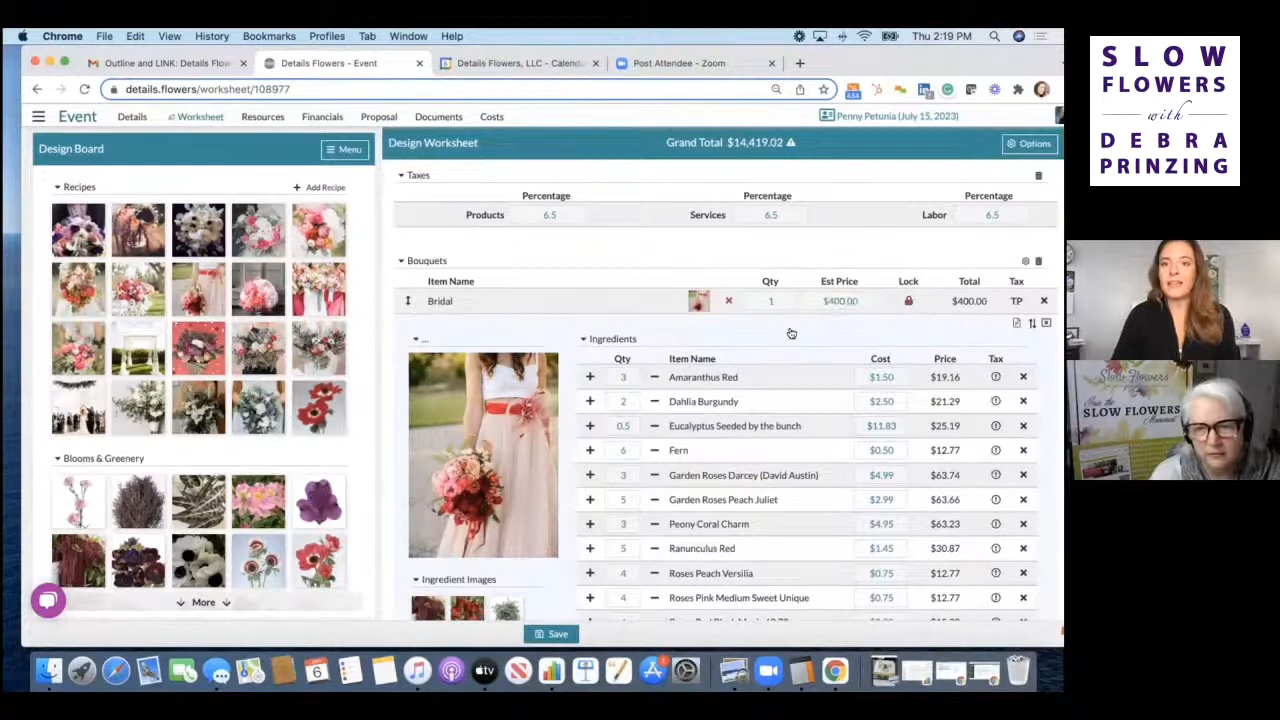 Chrome File Edit View History Bookmarks Profiles Tab Window Help Thu 2:19 PM
Outline and LINK: Details Flow Details Flowers - Event Details Flowers, LLC - Calenda Post Attendee - Zoom
details.flowers/worksheet/108977
Event Details Worksheet Resources Financials Proposal Documents Costs Penny Petunia (July 15, 2023)
Design Board Menu
Recipes + Add Recipe
Blooms & Greenery
More
Design Worksheet Grand Total $14,419.02 Options
Taxes
Percentage Percentage Percentage
Products 6.5 Services 6.5 Labor 6.5
Bouquets
Item Name Qty Est Price Lock Total Tax
Bridal 1 $400.00 $400.00 TP
...
Ingredients
Qty Item Name Cost Price Tax
3 Amaranthus Red $1.50 $19.16
2 Dahlia Burgundy $2.50 $21.29
0.5 Eucalyptus Seeded by the bunch $11.83 $25.19
6 Fern $0.50 $12.77
3 Garden Roses Darcey (David Austin) $4.99 $63.74
5 Garden Roses Peach Juliet $2.99 $63.66
3 Peony Coral Charm $4.95 $63.23
5 Ranunculus Red $1.45 $30.87
4 Roses Peach Versilia $0.75 $12.77
4 Roses Pink Medium Sweet Unique $0.75 $12.77
Ingredient Images
Save
SLOW
FLOWERS
with
DEBRA
PRINZING
Slow Flowers
Join the
SLOW FLOWERS
Movement